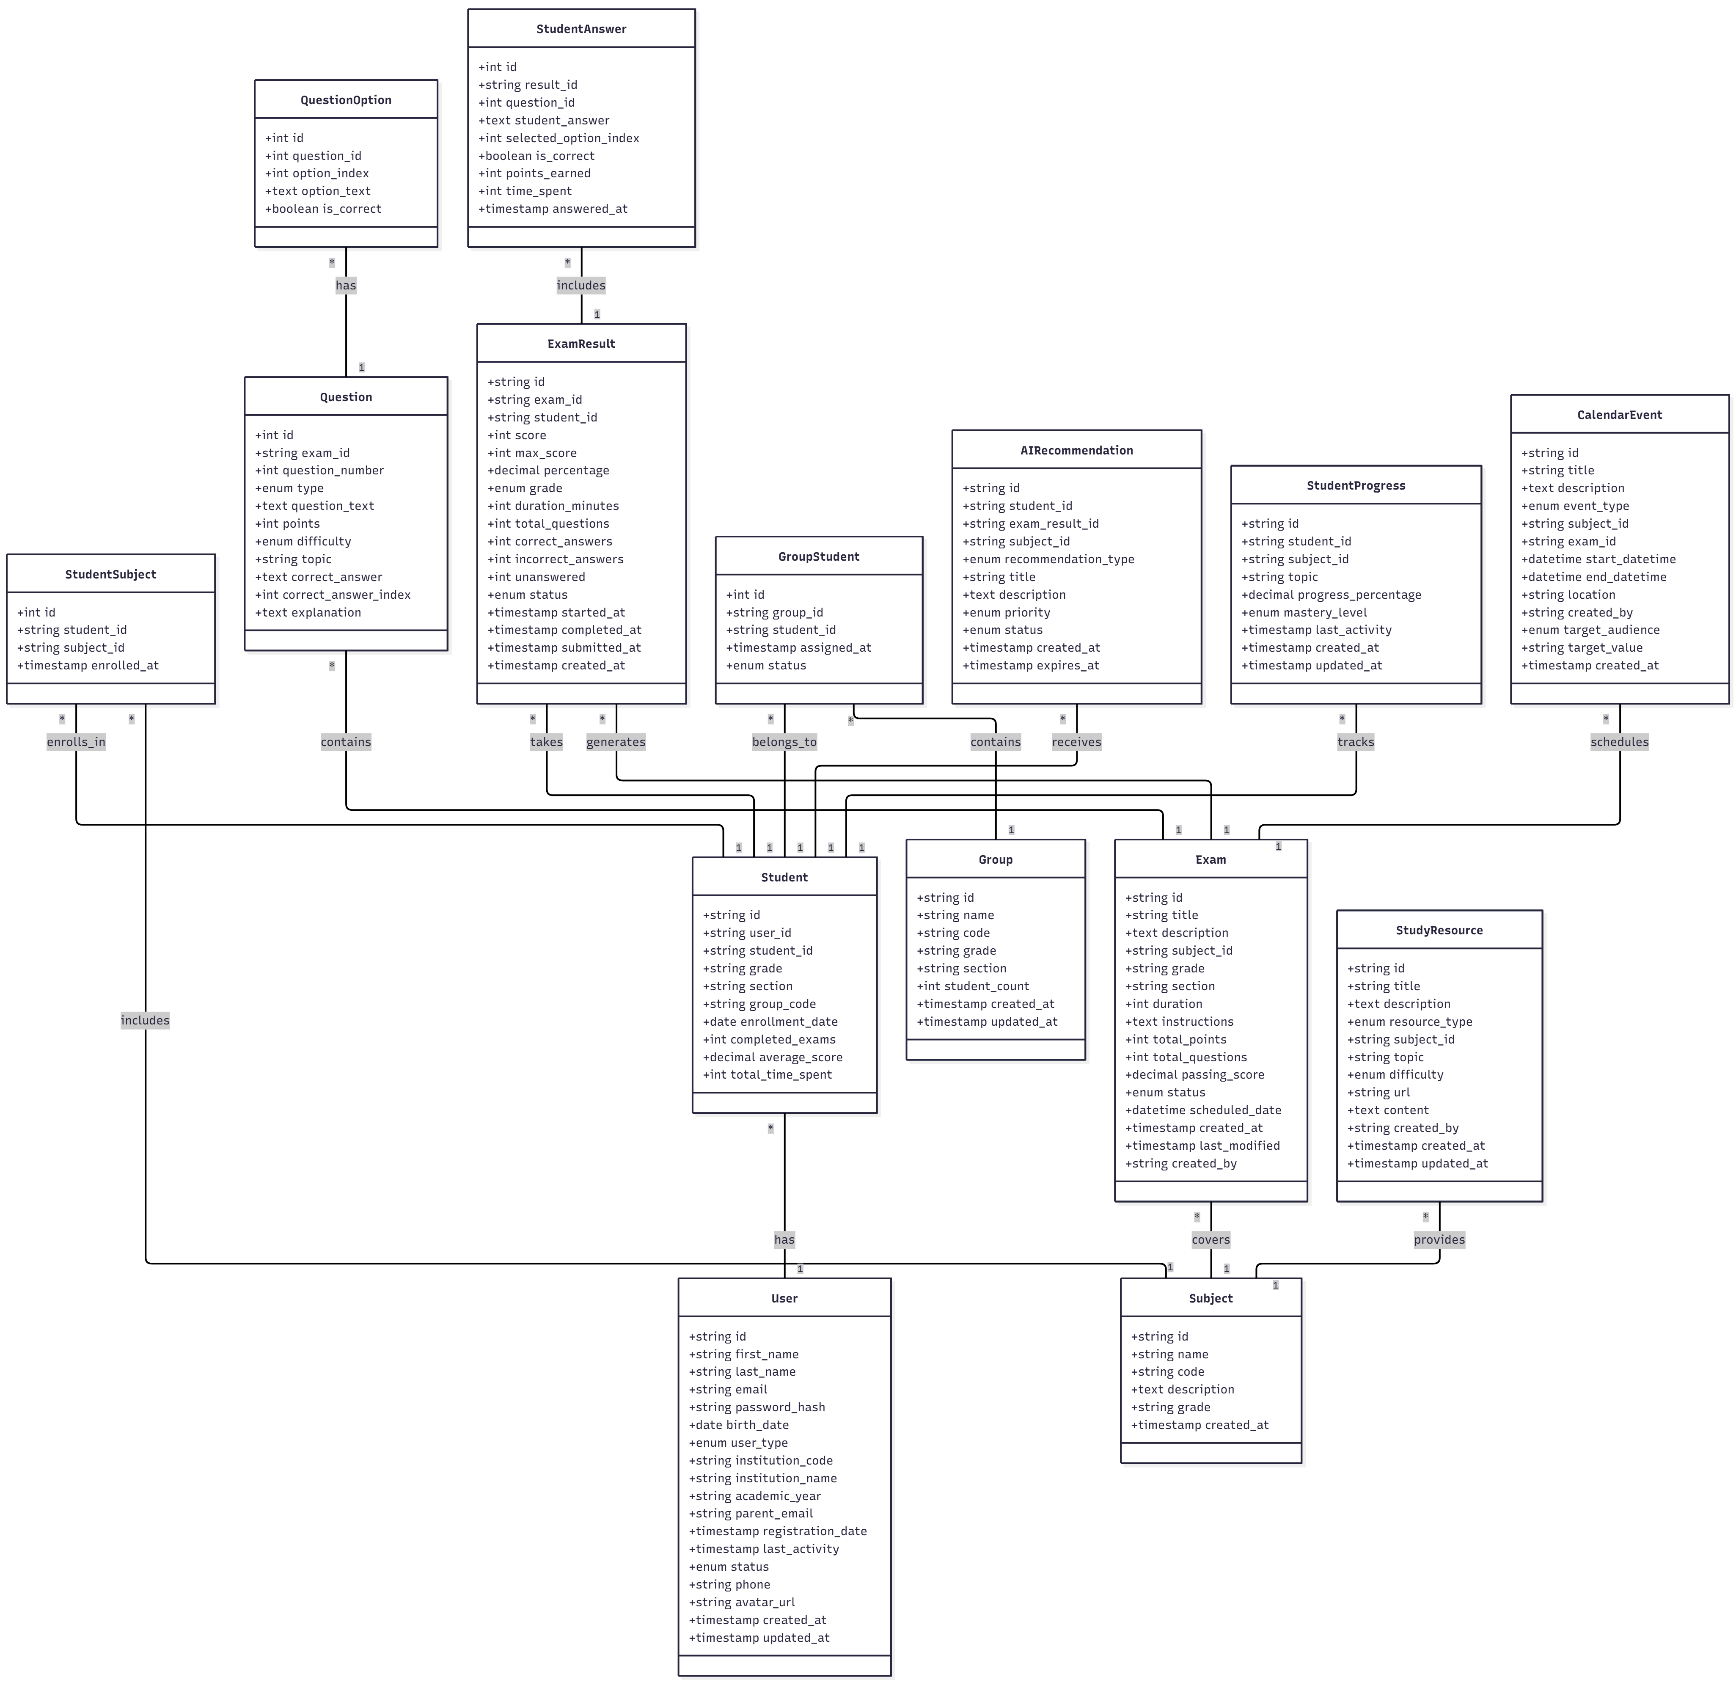 StudentAnswer
+int id
+string result_id
+int question_id
+text student_answer
+int selected_option_index
+boolean is_correct
+int points_earned
+int time_spent
+timestamp answered_at
QuestionOption
+int id
+int question_id
+int option_index
+text option_text
+boolean is_correct
*
has
1
*
includes
1
Question
+int id
+string exam_id
+int question_number
+enum type
+text question_text
+int points
+enum difficulty
+string topic
+text correct_answer
+int correct_answer_index
+text explanation
ExamResult
+string id
+string exam_id
+string student_id
+int score
+int max_score
+decimal percentage
+enum grade
+int duration_minutes
+int total_questions
+int correct_answers
+int incorrect_answers
+int unanswered
+enum status
+timestamp started_at
+timestamp completed_at
+timestamp submitted_at
+timestamp created_at
AIRecommendation
+string id
+string student_id
+string exam_result_id
+string subject_id
+enum recommendation_type
+string title
+text description
+enum priority
+enum status
+timestamp created_at
+timestamp expires_at
StudentProgress
+string id
+string student_id
+string subject_id
+string topic
+decimal progress_percentage
+enum mastery_level
+timestamp last_activity
+timestamp created_at
+timestamp updated_at
CalendarEvent
+string id
+string title
+text description
+enum event_type
+string subject_id
+string exam_id
+datetime start_datetime
+datetime end_datetime
+string location
+string created_by
+enum target_audience
+string target_value
+timestamp created_at
StudentSubject
+int id
+string student_id
+string subject_id
+timestamp enrolled_at
GroupStudent
+int id
+string group_id
+string student_id
+timestamp assigned_at
+enum status
*
*
*
*
*
*
*
*
*
*
enrolls_in
contains
takes
generates
belongs_to
contains
receives
tracks
schedules
1
1
1
1
1
1
1
1
1
Student
+string id
+string user_id
+string student_id
+string grade
+string section
+string group_code
+date enrollment_date
+int completed_exams
+decimal average_score
+int total_time_spent
Group
+string id
+string name
+string code
+string grade
+string section
+int student_count
+timestamp created_at
+timestamp updated_at
Exam
+string id
+string title
+text description
+string subject_id
+string grade
+string section
+int duration
+text instructions
+int total_points
+int total_questions
+decimal passing_score
+enum status
+datetime scheduled_date
+timestamp created_at
+timestamp last_modified
+string created_by
StudyResource
+string id
+string title
+text description
+enum resource_type
+string subject_id
+string topic
+enum difficulty
+string url
+text content
+string created_by
+timestamp created_at
+timestamp updated_at
includes
*
*
*
has
covers
provides
1
1
1
1
User
+string id
+string first_name
+string last_name
+string email
+string password_hash
+date birth_date
+enum user_type
+string institution_code
+string institution_name
+string academic_year
+string parent_email
+timestamp registration_date
+timestamp last_activity
+enum status
+string phone
+string avatar_url
+timestamp created_at
+timestamp updated_at
Subject
+string id
+string name
+string code
+text description
+string grade
+timestamp created_at